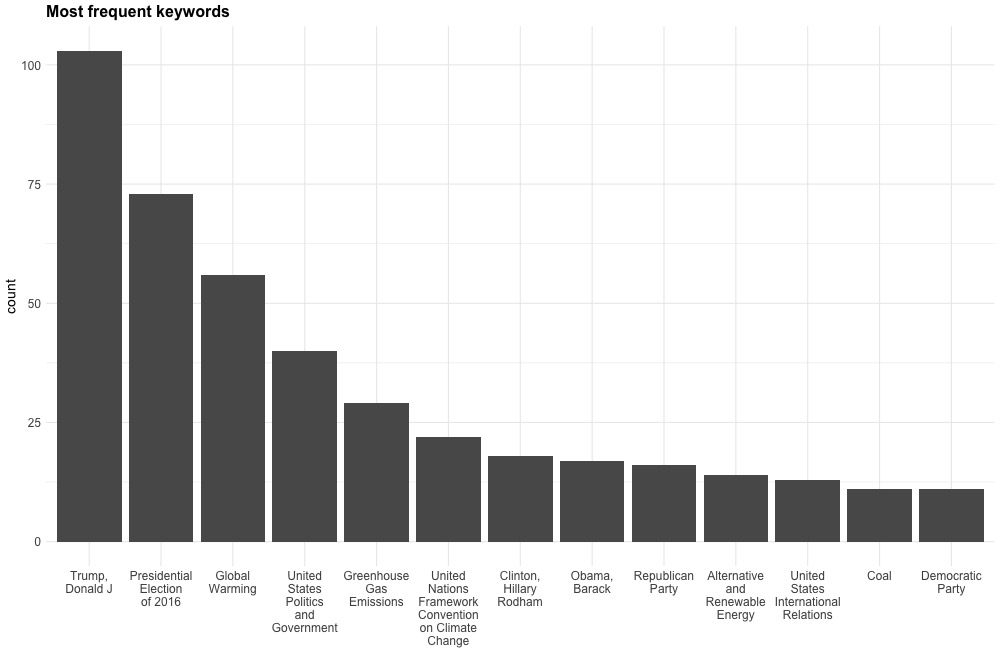 Most frequent keywords
count
100
75
50
25
0
Trump,
Donald J
Presidential
Election
of 2016
Global
Warming
United
States
Politics
and
Government
Greenhouse
Gas
Emissions
United
Nations
Framework
Convention
on Climate
Change
Clinton,
Hillary
Rodham
Obama,
Barack
Republican
Party
Alternative
and
Renewable
Energy
United
States
International
Relations
Coal
Democratic
Party